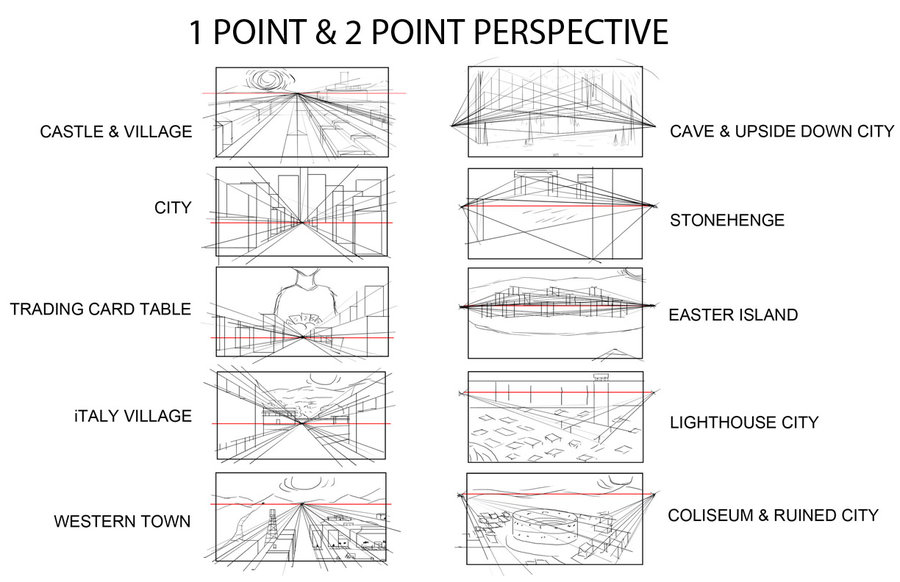 1 POINT & 2 POINT PERSPECTIVE
CASTLE & VILLAGE
CITY
TRADING CARD TABLE
iTALY VILLAGE
WESTERN TOWN
CAVE & UPSIDE DOWN CITY
STONEHENGE
EASTER ISLAND
LIGHTHOUSE CITY
COLISEUM & RUINED CITY